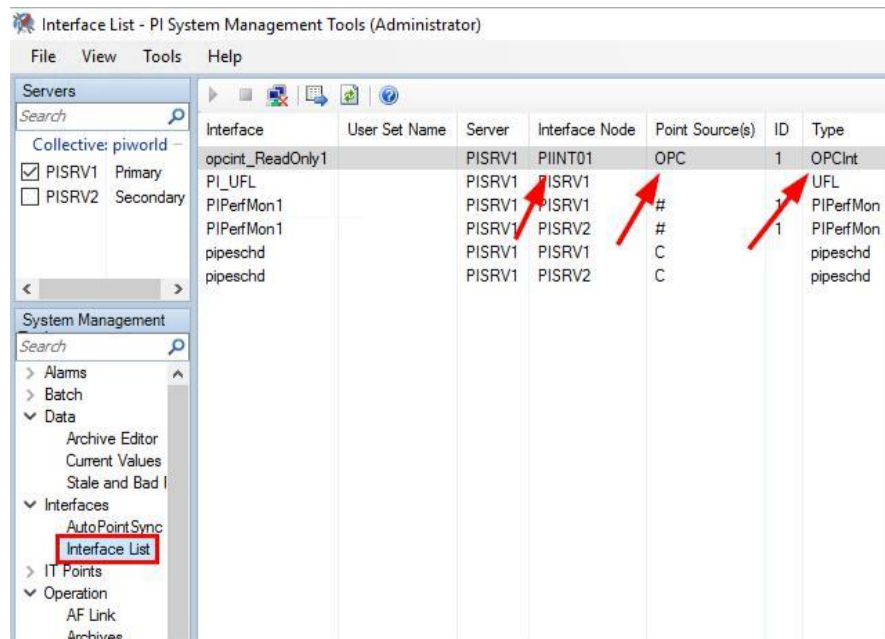 Interface List - PI System Management Tools (Administrator)
File View Tools Help
Servers
Search
Collective: piworld
PISRV1 Primary
PISRV2 Secondary
Interface User Set Name Server Interface Node Point Source(s) ID Type
opcint_ReadOnly1 PISRV1 PIINT01 OPC 1 OPCInt
PI_UFL PISRV1 PISRV1 UFL
PIPerfMon1 PISRV1 PISRV1 # 1 PIPerfMon
PIPerfMon1 PISRV1 PISRV2 # 1 PIPerfMon
pipeschd PISRV1 PISRV1 C pipeschd
pipeschd PISRV1 PISRV2 C pipeschd
System Management
Search
Alarms
Batch
Data
Archive Editor
Current Values
Stale and Bad
Interfaces
AutoPointSync
Interface List
IT Points
Operation
AF Link
Archives